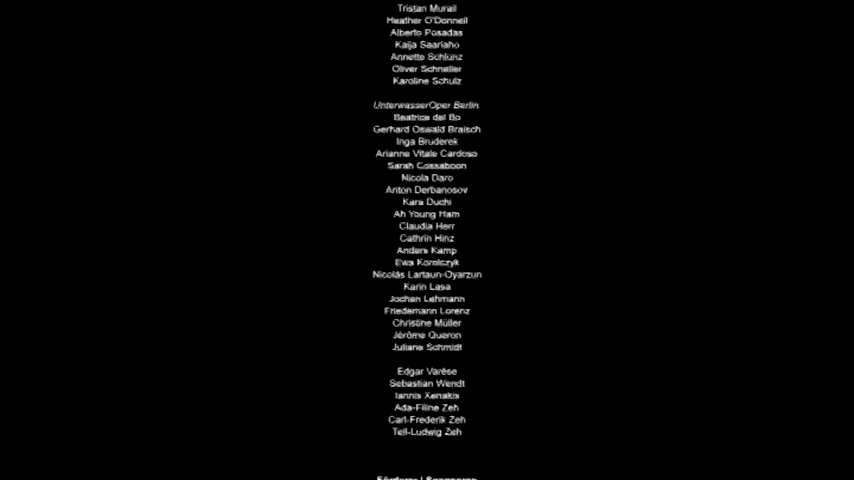 Tristan Murail
Heather O'Donnell
Alberto Posadas
Kaija Saariaho
Annette Schlünz
Oliver Schneller
Karoline Schulz
UnterwasserOper Berlin
Beatrice del Bo
Gerhard Oswald Braisch
Inga Bruderek
Arianne Vitale Cardoso
Sarah Cossaboon
Nicola Daro
Anton Derbanosov
Kara Duchi
Ah Young Ham
Claudia Herr
Cathrin Hinz
Anders Kamp
Ewa
Nicolás Lartaun-Oyarzun
Karin Lasa
Jochen Lehmann
Friedemann Lorenz
Christine Müller
Jérôme Queron
Juliane Schmidt
Edgar Varèse
Sebastian Wendt
Iannis Xenakis
Ada-Filine Zeh
Carl-Frederik Zeh
Tell-Ludwig Zeh